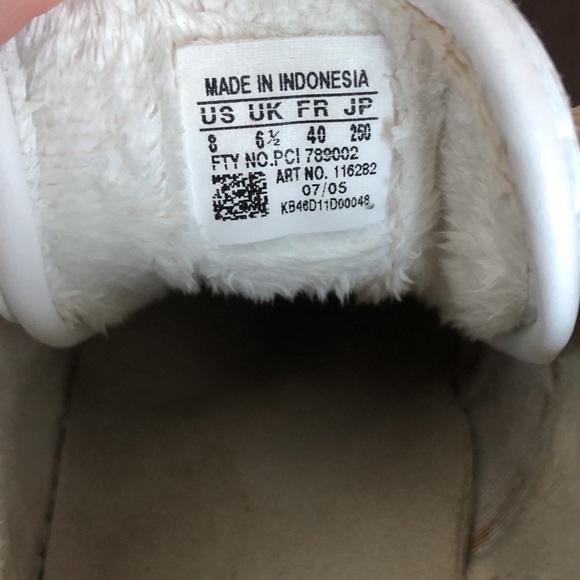 MADE IN INDONESIA
US UK FR JP
8 6½ 40 250
FTY NO.PCI 789002
ART NO. 116282
07/05
KB46D11D00048